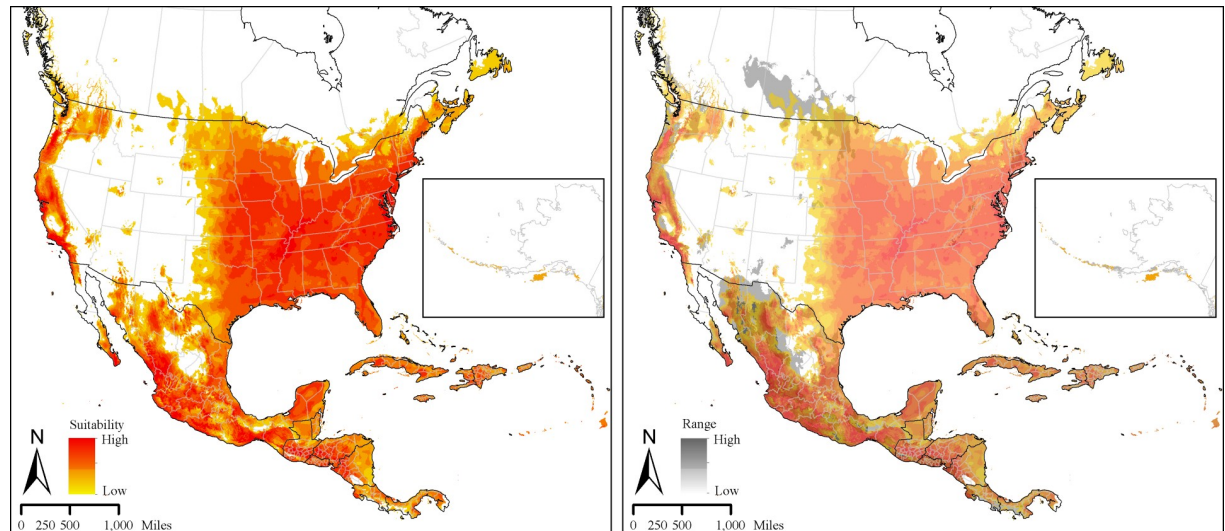 Suitability
High
Low
N
0 250 500 1,000 Miles
Range
High
Low
N
0 250 500 1,000 Miles